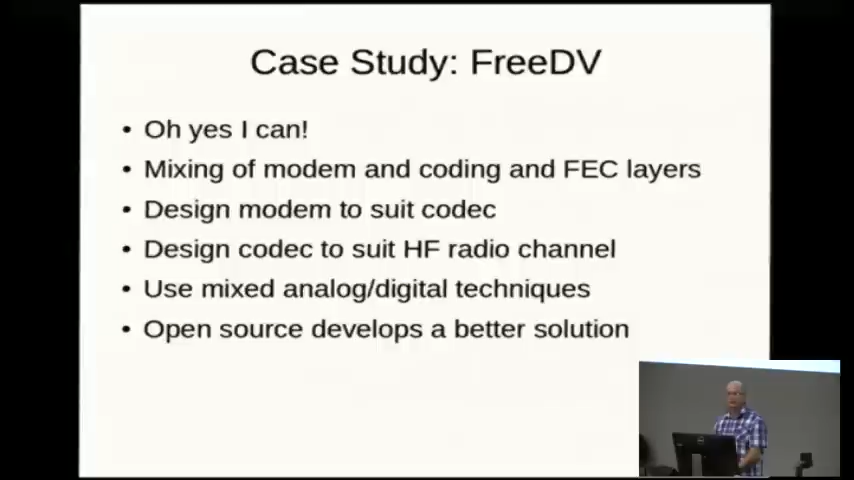 Case Study: FreeDV
• Oh yes I can!
• Mixing of modem and coding and FEC layers
• Design modem to suit codec
• Design codec to suit HF radio channel
• Use mixed analog/digital techniques
• Open source develops a better solution